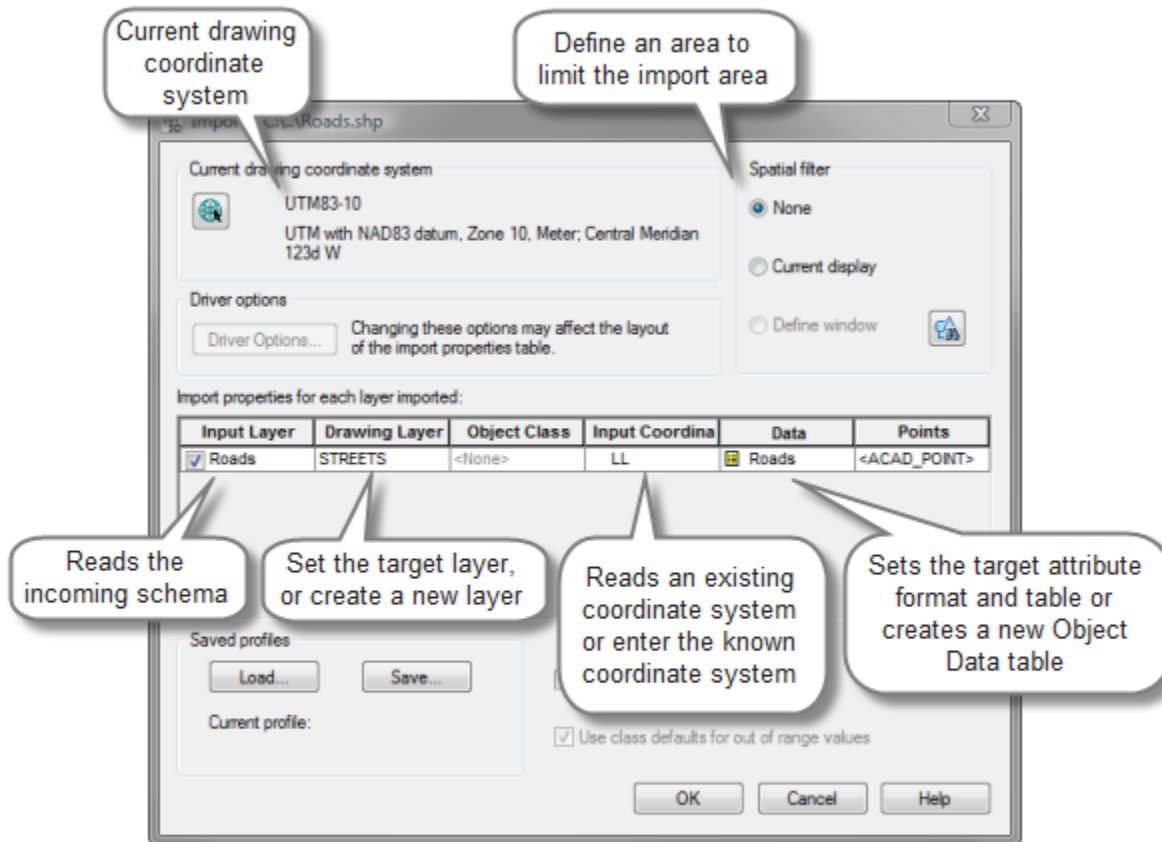 Current drawing
coordinate
system
Define an area to
limit the import area
Roads.shp
Current drawing coordinate system
UTM83-10
UTM with NAD83 datum, Zone 10, Meter; Central Meridian
123d W
Spatial filter
None
Current display
Define window
Driver options
Driver Options...
Changing these options may affect the layout
of the import properties table.
Import properties for each layer imported:
Input Layer Drawing Layer Object Class Input Coordina Data Points
Roads STREETS <None> LL Roads <ACAD_POINT>
Reads the
incoming schema
Set the target layer,
or create a new layer
Reads an existing
coordinate system
or enter the known
coordinate system
Sets the target attribute
format and table or
creates a new Object
Data table
Saved profiles
Load...
Save...
Current profile:
Use class defaults for out of range values
OK
Cancel
Help